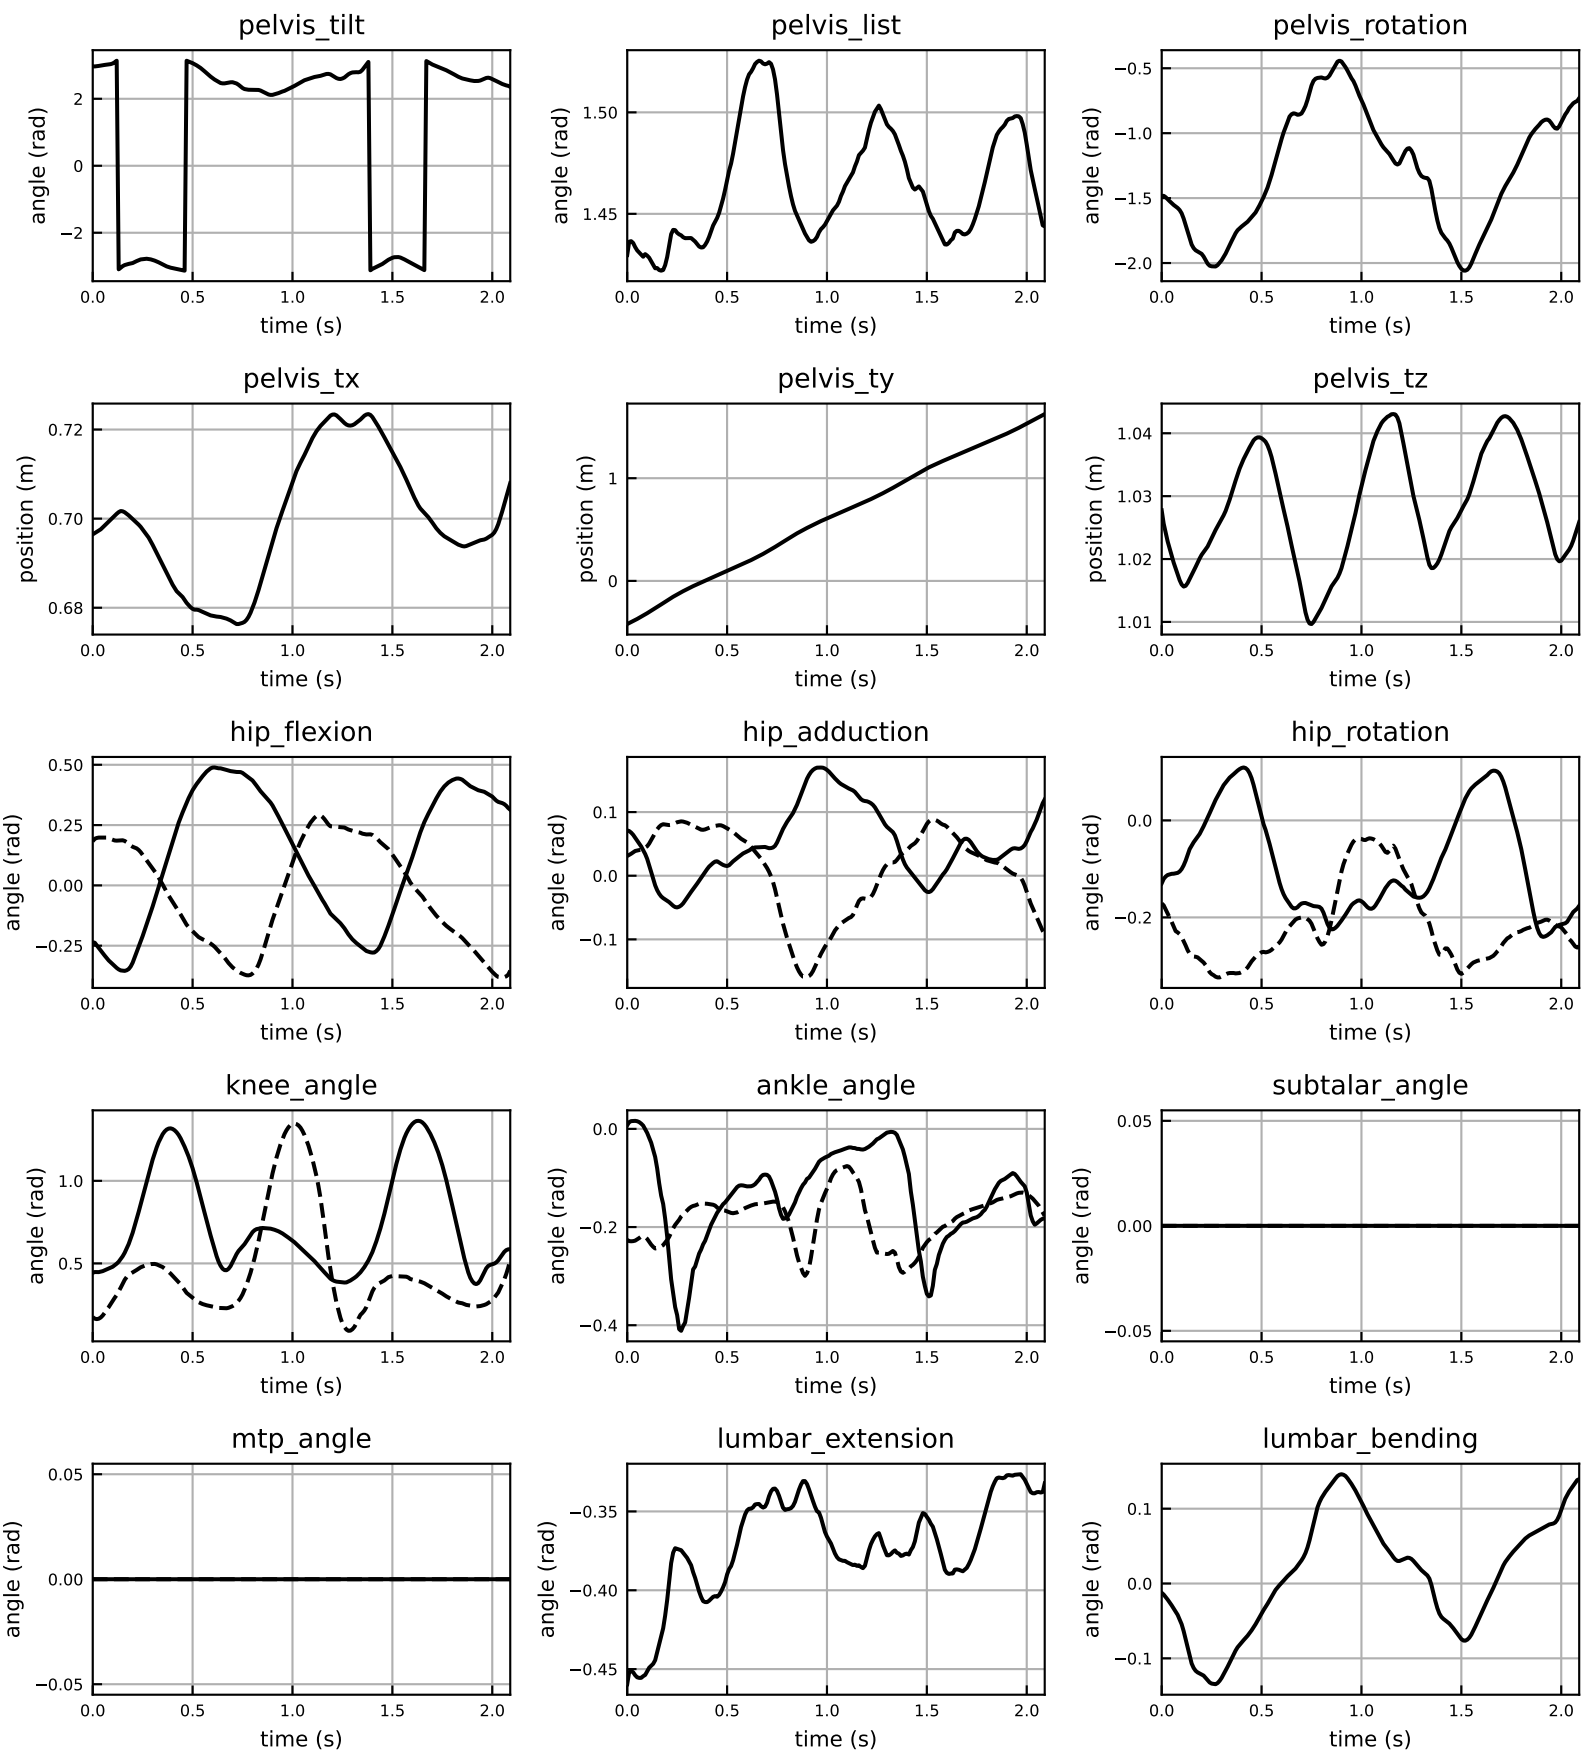 pelvis_tilt
angle (rad)
2
0
−2
0.0 0.5 1.0 1.5 2.0
time (s)
pelvis_list
angle (rad)
1.50
1.45
0.0 0.5 1.0 1.5 2.0
time (s)
pelvis_rotation
angle (rad)
−0.5
−1.0
−1.5
−2.0
0.0 0.5 1.0 1.5 2.0
time (s)
pelvis_tx
position (m)
0.72
0.70
0.68
0.0 0.5 1.0 1.5 2.0
time (s)
pelvis_ty
position (m)
1
0
0.0 0.5 1.0 1.5 2.0
time (s)
pelvis_tz
position (m)
1.04
1.03
1.02
1.01
0.0 0.5 1.0 1.5 2.0
time (s)
hip_flexion
angle (rad)
0.50
0.25
0.00
−0.25
0.0 0.5 1.0 1.5 2.0
time (s)
hip_adduction
angle (rad)
0.1
0.0
−0.1
0.0 0.5 1.0 1.5 2.0
time (s)
hip_rotation
angle (rad)
0.0
−0.2
0.0 0.5 1.0 1.5 2.0
time (s)
knee_angle
angle (rad)
1.0
0.5
0.0 0.5 1.0 1.5 2.0
time (s)
ankle_angle
angle (rad)
0.0
−0.2
−0.4
0.0 0.5 1.0 1.5 2.0
time (s)
subtalar_angle
angle (rad)
0.05
0.00
−0.05
0.0 0.5 1.0 1.5 2.0
time (s)
mtp_angle
angle (rad)
0.05
0.00
−0.05
0.0 0.5 1.0 1.5 2.0
time (s)
lumbar_extension
angle (rad)
−0.35
−0.40
−0.45
0.0 0.5 1.0 1.5 2.0
time (s)
lumbar_bending
angle (rad)
0.1
0.0
−0.1
0.0 0.5 1.0 1.5 2.0
time (s)